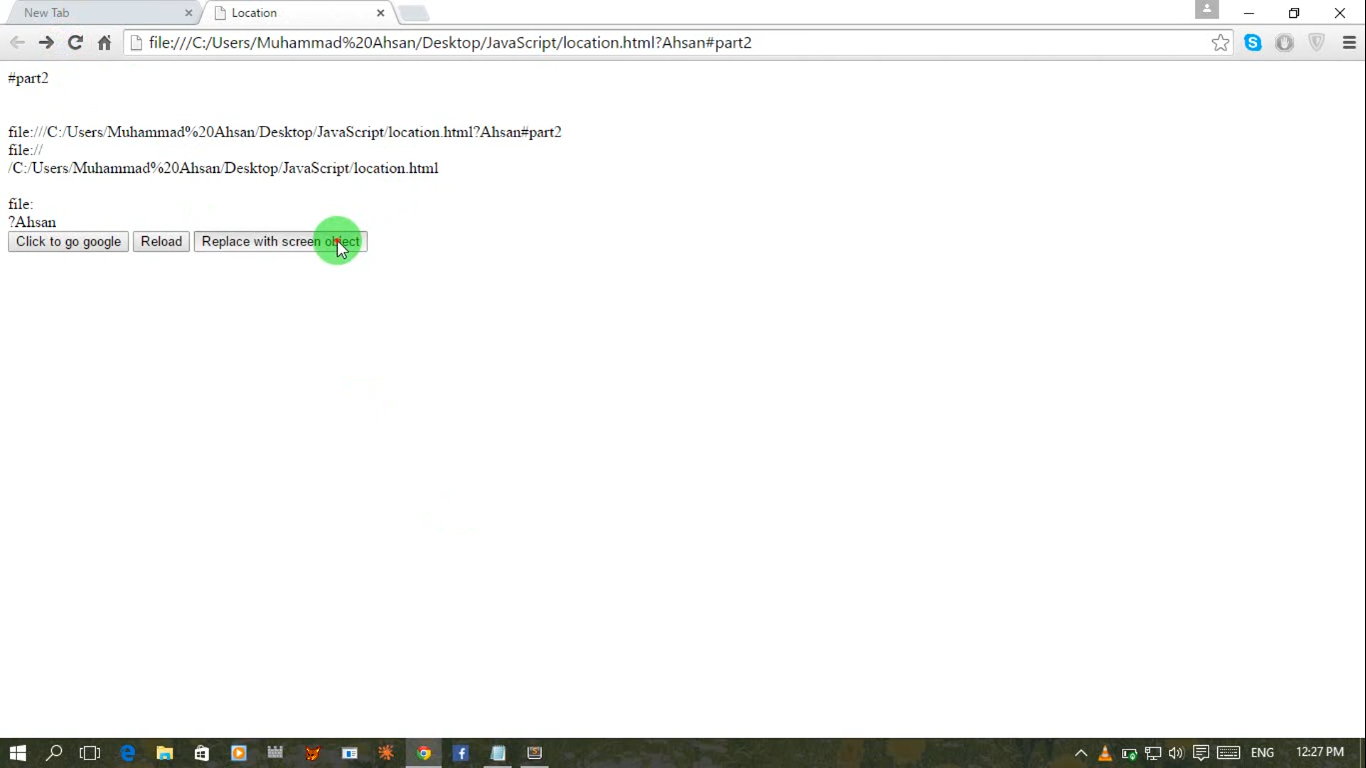 New Tab
Location
file:///C:/Users/Muhammad%20Ahsan/Desktop/JavaScript/location.html?Ahsan#part2
#part2
file:///C:/Users/Muhammad%20Ahsan/Desktop/JavaScript/location.html?Ahsan#part2
file://
/C:/Users/Muhammad%20Ahsan/Desktop/JavaScript/location.html
file:
?Ahsan
Click to go google Reload Replace with screen object
ENG 12:27 PM